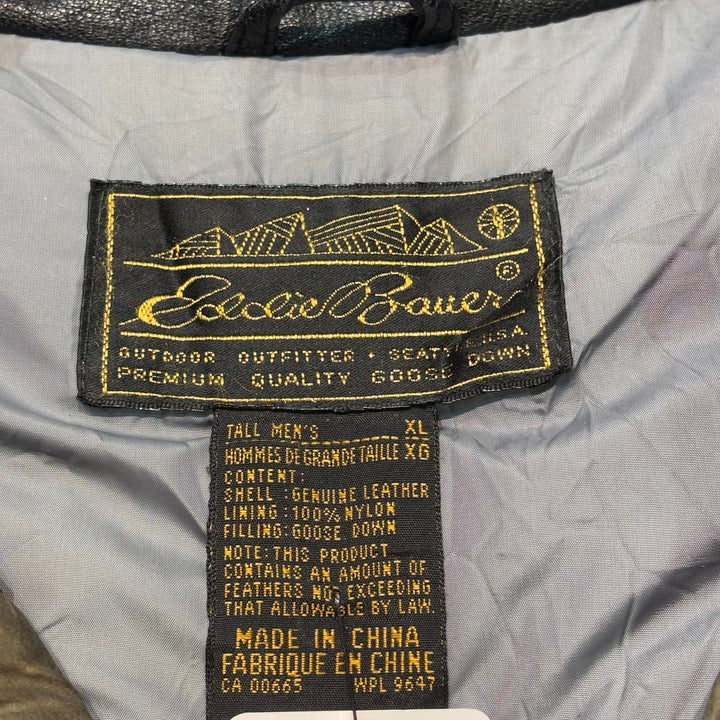 Eddie Bauer®
OUTDOOR OUTFITTER • U.S.A.
PREMIUM QUALITY GOOSE DOWN
TALL MEN'S XL
HOMMES DE GRANDE TAILLE XG
CONTENT:
SHELL : GENUINE LEATHER
LINING : 100% NYLON
FILLING: GOOSE DOWN
NOTE: THIS PRODUCT
CONTAINS AN AMOUNT OF
FEATHERS NOT EXCEEDING
THAT ALLOWABLE BY LAW.
MADE IN CHINA
FABRIQUE EN CHINE
CA 00665 WPL 9647